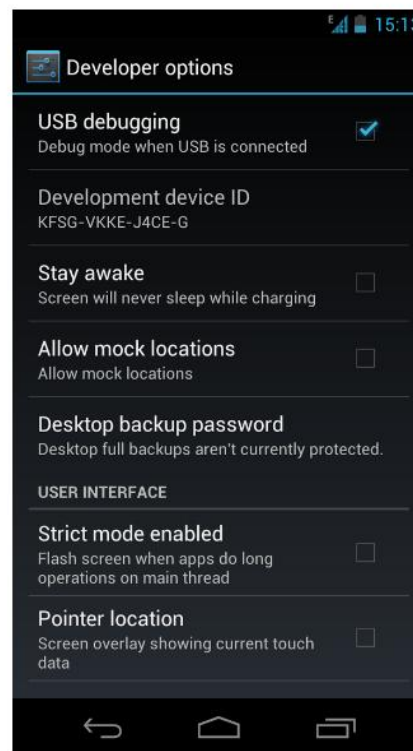 E 15:13
Developer options
USB debugging
Debug mode when USB is connected
Development device ID
KFSG-VKKE-J4CE-G
Stay awake
Screen will never sleep while charging
Allow mock locations
Allow mock locations
Desktop backup password
Desktop full backups aren't currently protected.
USER INTERFACE
Strict mode enabled
Flash screen when apps do long
operations on main thread
Pointer location
Screen overlay showing current touch
data